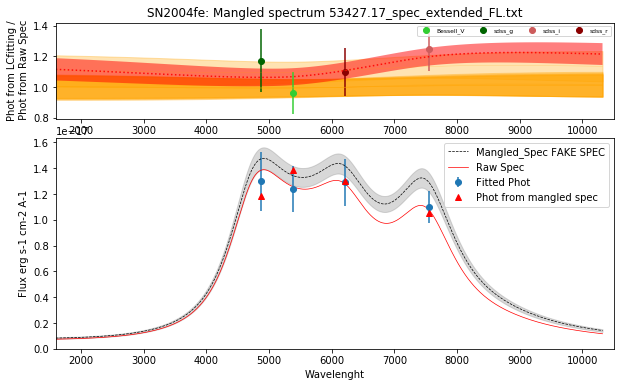 SN2004fe: Mangled spectrum 53427.17_spec_extended_FL.txt
Phot from LCfitting /
Phot from Raw Spec
1.4
1.2
1.0
0.8
Bessell_V
sdss_g
sdss_i
sdss_r
2000 3000 4000 5000 6000 7000 8000 9000 10000
Flux erg s-1 cm-2 A-1
1.6
1.4
1.2
1.0
0.8
0.6
0.4
0.2
0.0
Mangled_Spec FAKE SPEC
Raw Spec
Fitted Phot
Phot from mangled spec
2000 3000 4000 5000 6000 7000 8000 9000 10000
Wavelenght